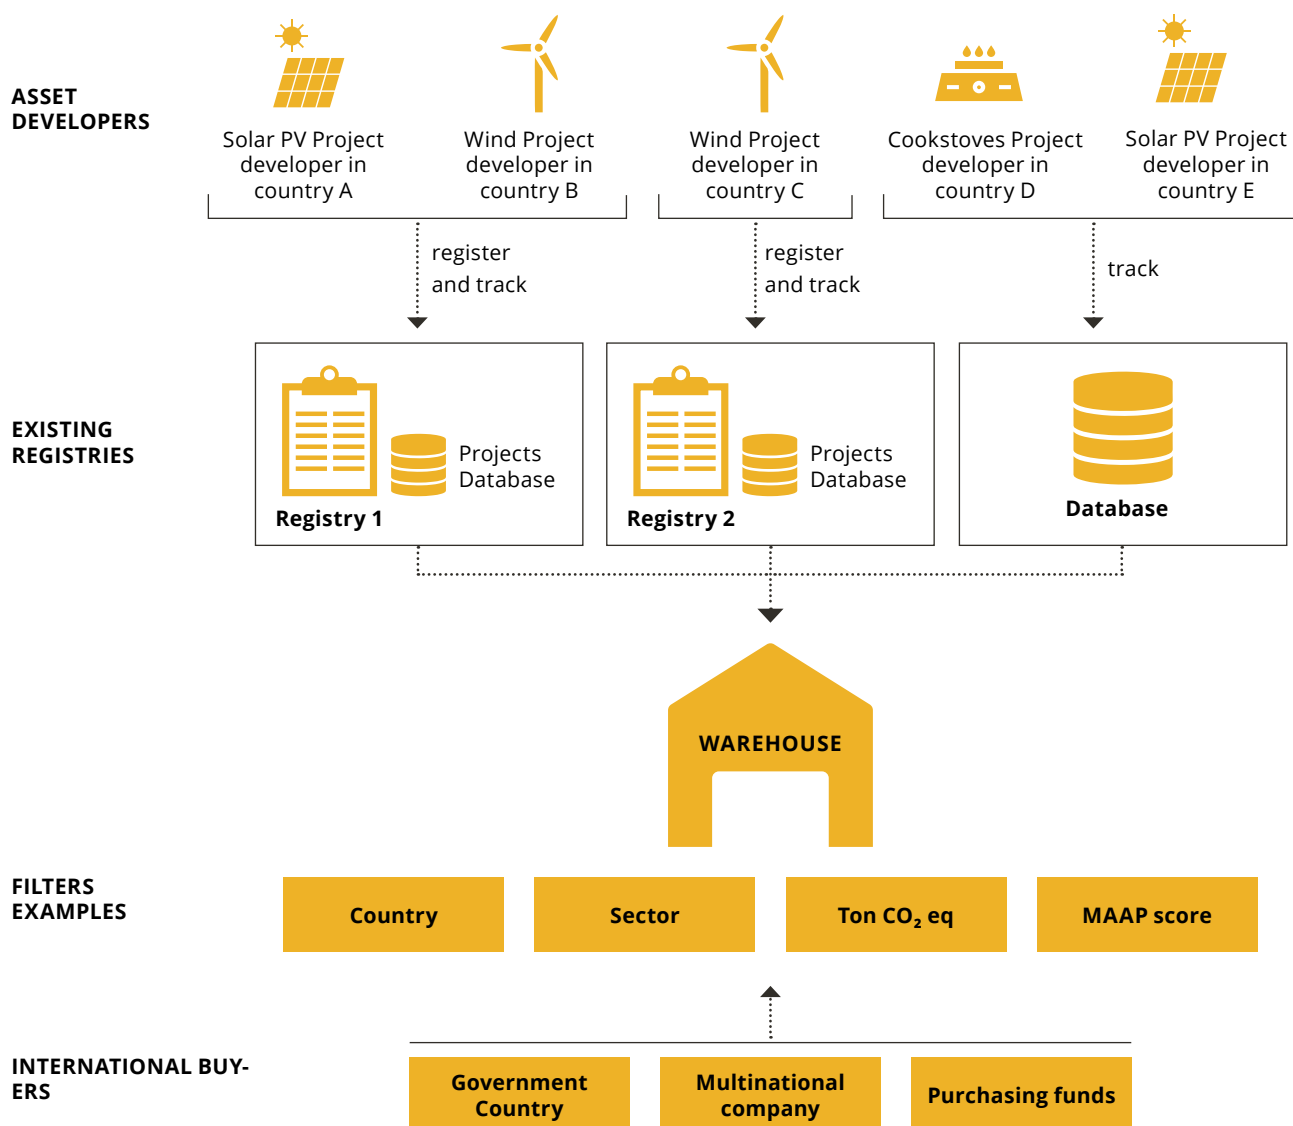 ASSET
DEVELOPERS
Solar PV Project
developer in
country A
Wind Project
developer in
country B
Wind Project
developer in
country C
Cookstoves Project
developer in
country D
Solar PV Project
developer in
country E
register
and track
register
and track
track
EXISTING
REGISTRIES
Projects
Database
Registry 1
Projects
Database
Registry 2
Database
WAREHOUSE
FILTERS
EXAMPLES
Country
Sector
Ton CO₂ eq
MAAP score
INTERNATIONAL BUY-
ERS
Government
Country
Multinational
company
Purchasing funds